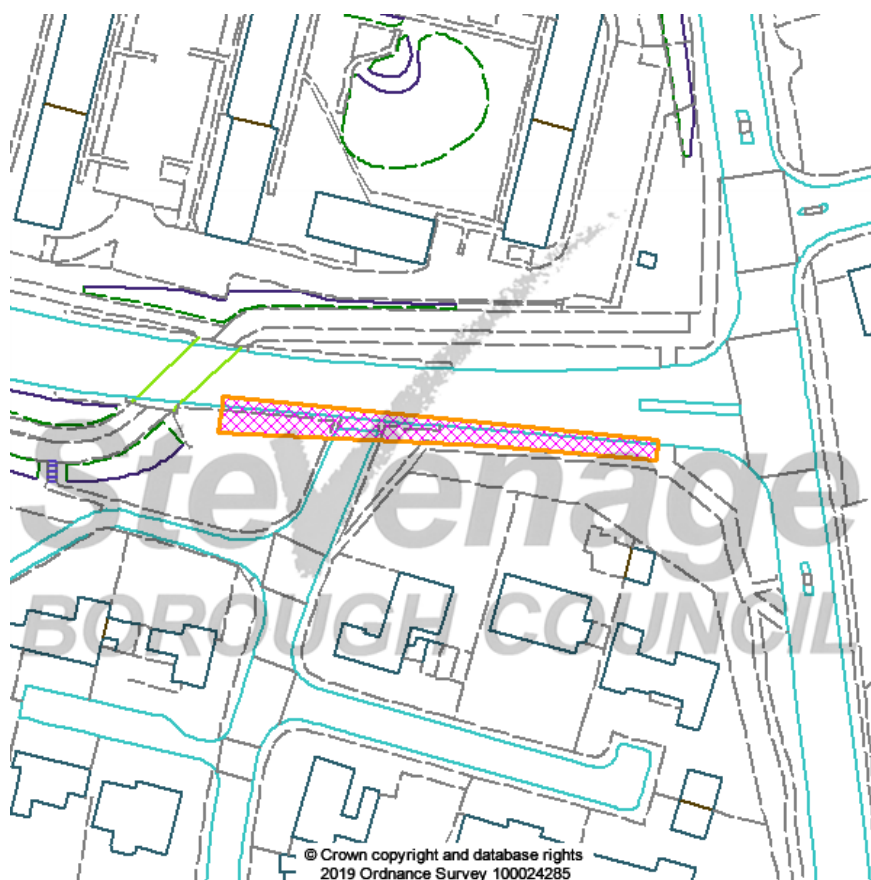 Stevenage
BOROUGH COUNCIL
© Crown copyright and database rights
2019 Ordnance Survey 100024285